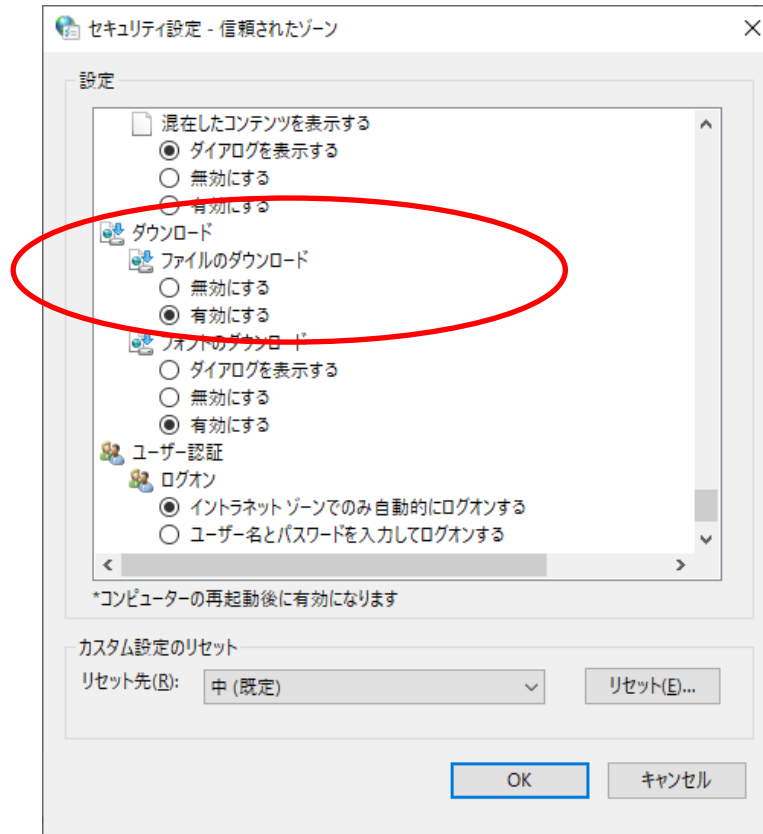 セキュリティ設定 - 信頼されたゾーン
設定
混在したコンテンツを表示する
ダイアログを表示する
無効にする
有効にする
ダウンロード
ファイルのダウンロード
無効にする
有効にする
フォントのダウンロード
ダイアログを表示する
無効にする
有効にする
ユーザー認証
ログオン
イントラネット ゾーンでのみ自動的にログオンする
ユーザー名とパスワードを入力してログオンする
*コンピューターの再起動後に有効になります
カスタム設定のリセット
リセット先(R): 中 (既定) リセット(E)...
OK キャンセル